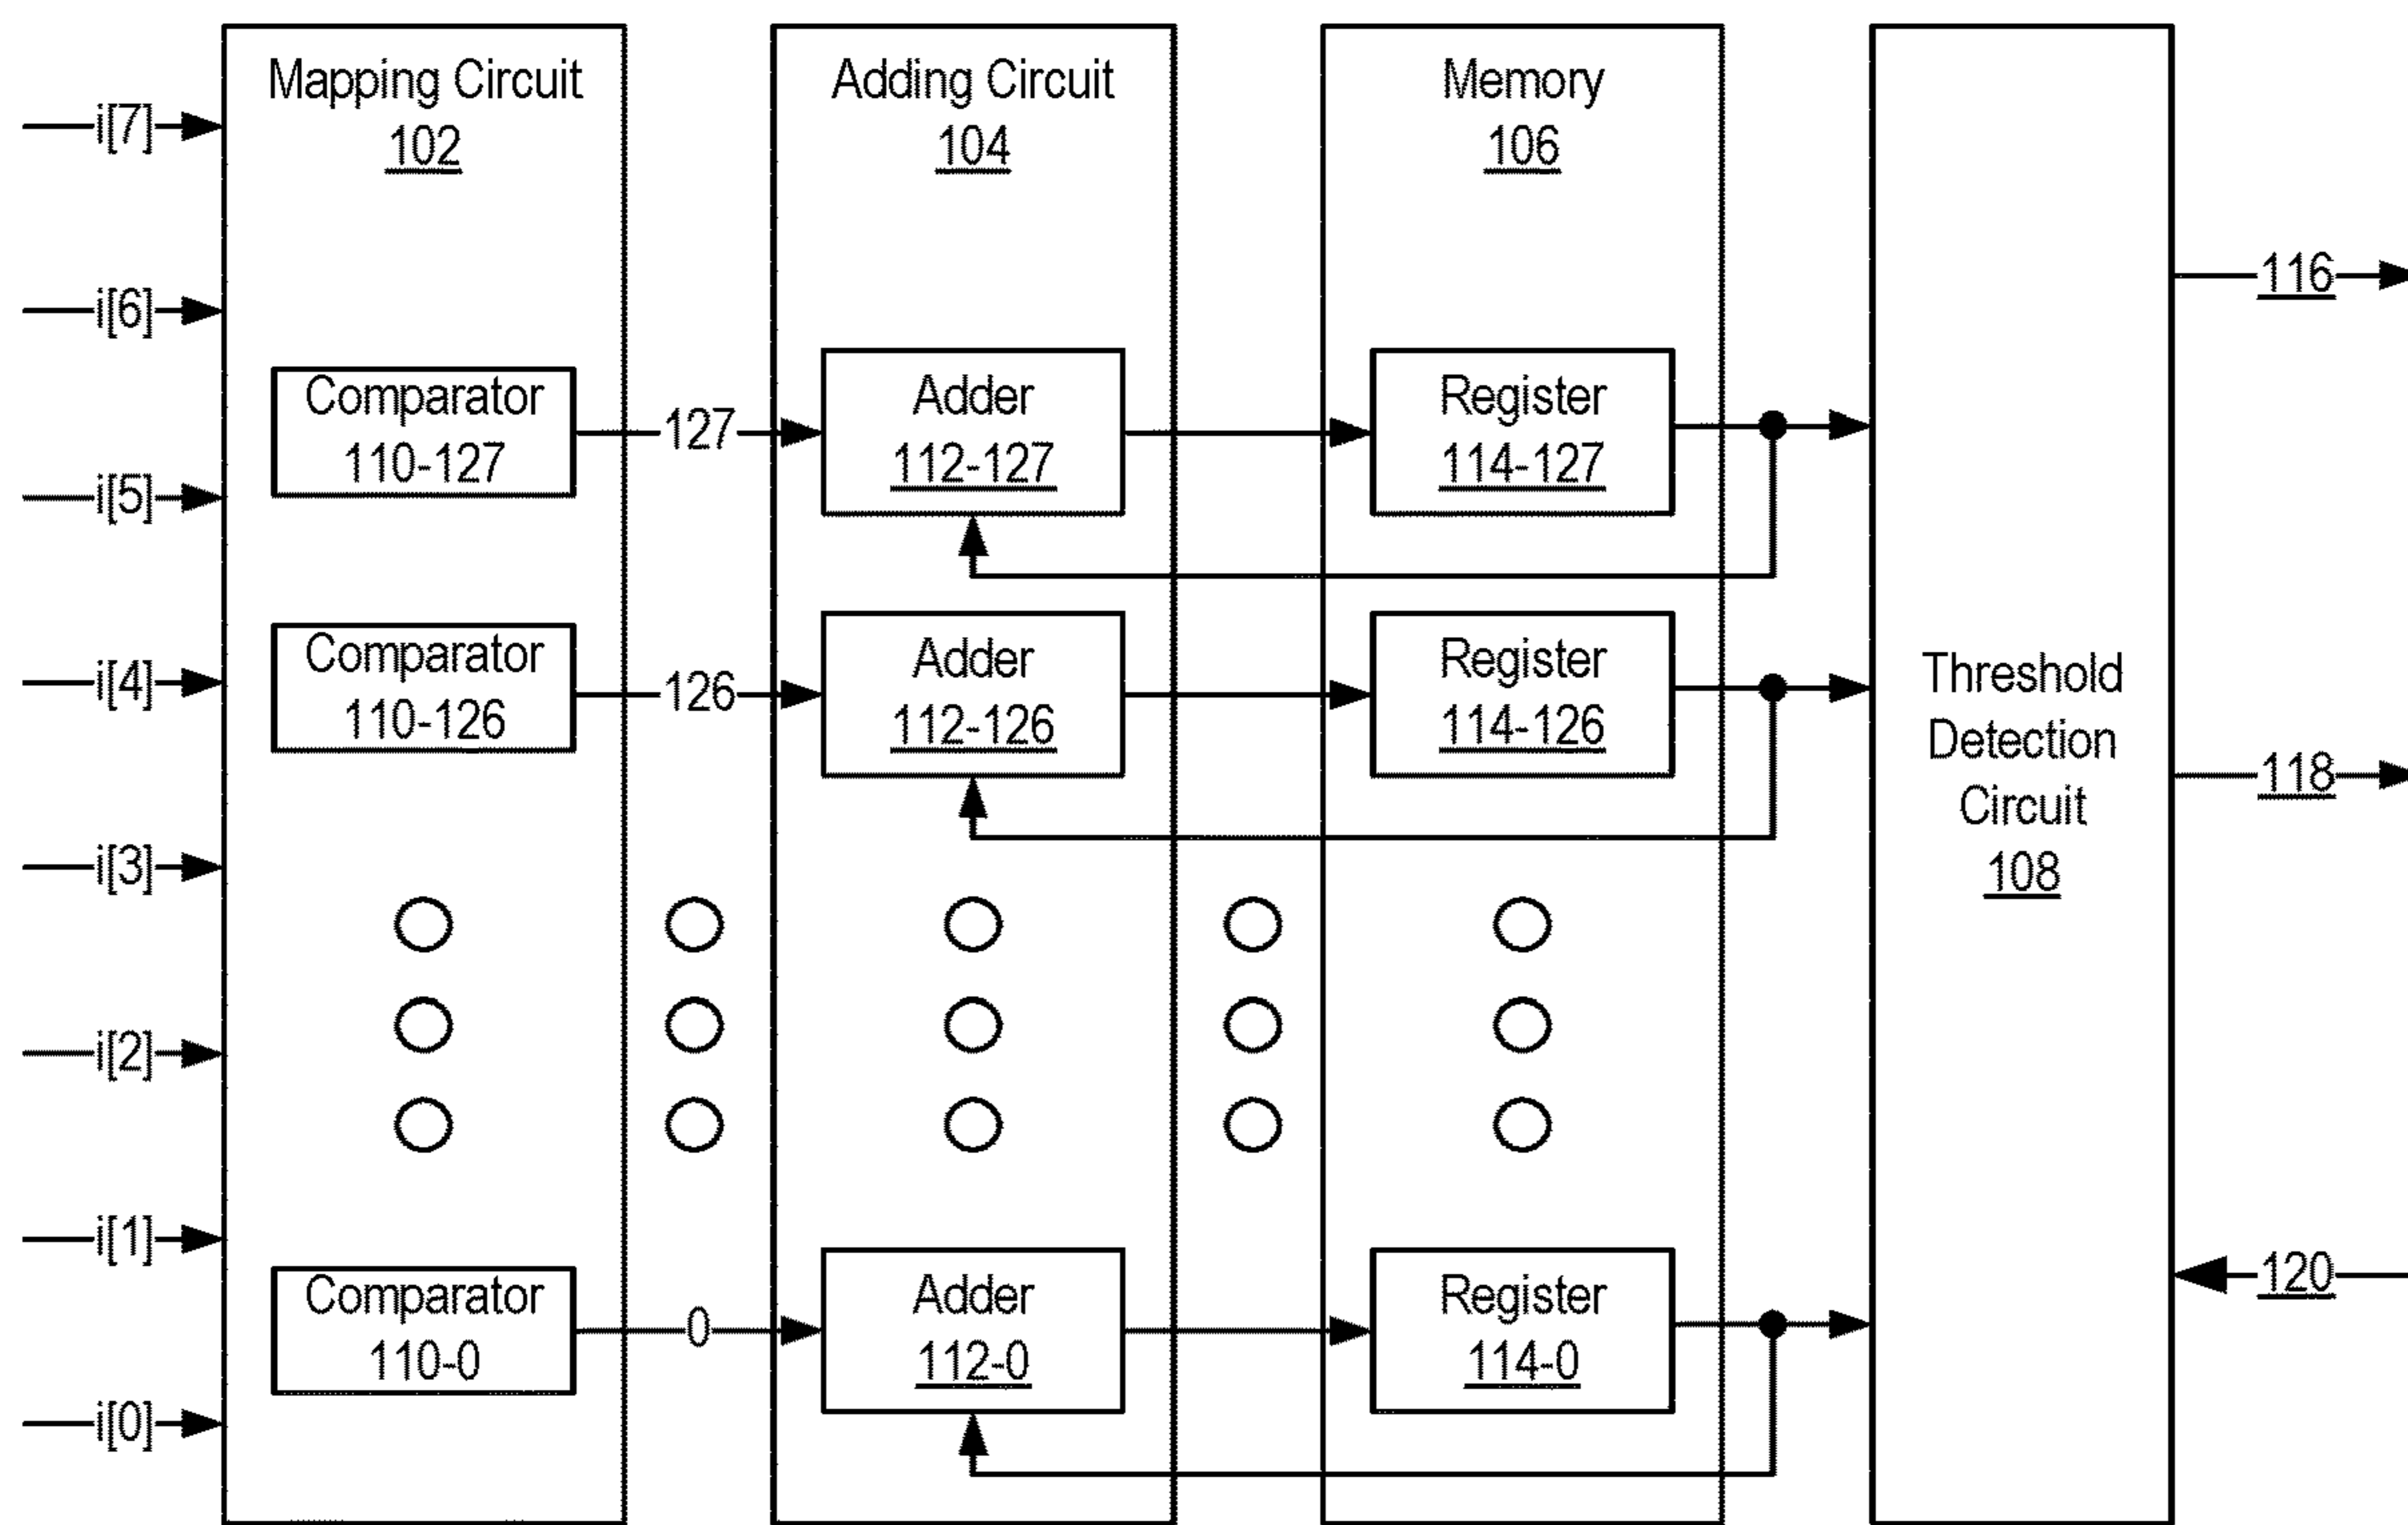 Mapping Circuit
102
Adding Circuit
104
Memory
106
i[7]
i[6]
i[5]
i[4]
i[3]
i[2]
i[1]
i[0]
Comparator
110-127
127
Adder
112-127
Register
114-127
Comparator
110-126
126
Adder
112-126
Register
114-126
Comparator
110-0
0
Adder
112-0
Register
114-0
Threshold
Detection
Circuit
108
116
118
120